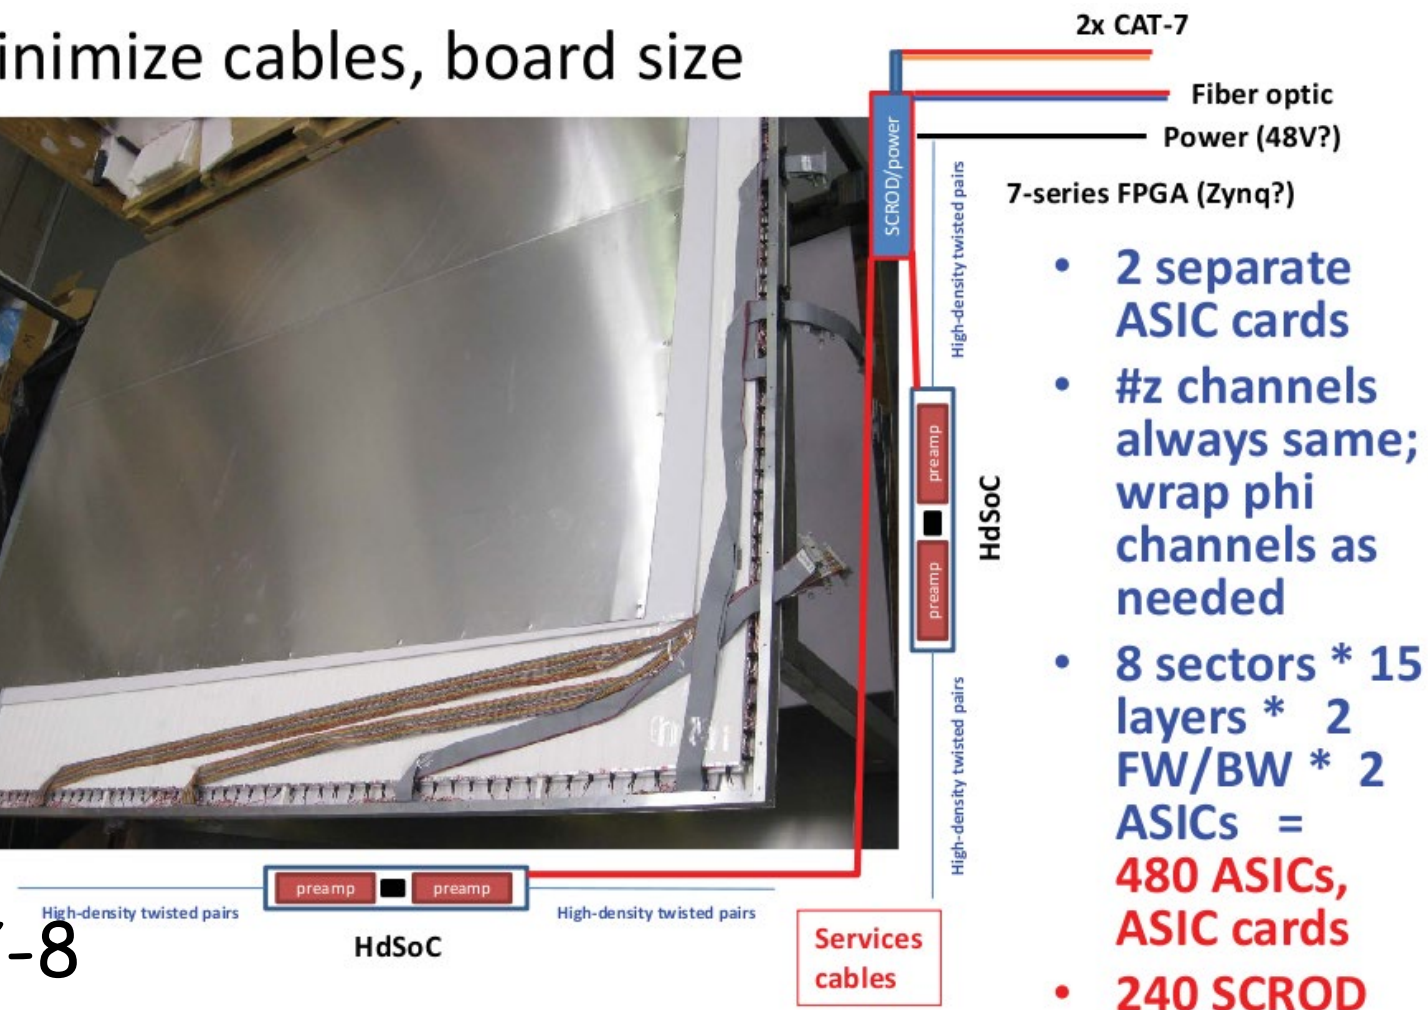 inimize cables, board size
2x CAT-7
Fiber optic
Power (48V?)
7-series FPGA (Zynq?)
SCROD/power
High-density twisted pairs
preamp
preamp
HdSoC
High-density twisted pairs
• 2 separate
ASIC cards
• #z channels
always same;
wrap phi
channels as
needed
• 8 sectors * 15
layers * 2
FW/BW * 2
ASICs =
480 ASICs,
ASIC cards
• 240 SCROD
preamp preamp
High-density twisted pairs High-density twisted pairs
HdSoC
-8
Services
cables